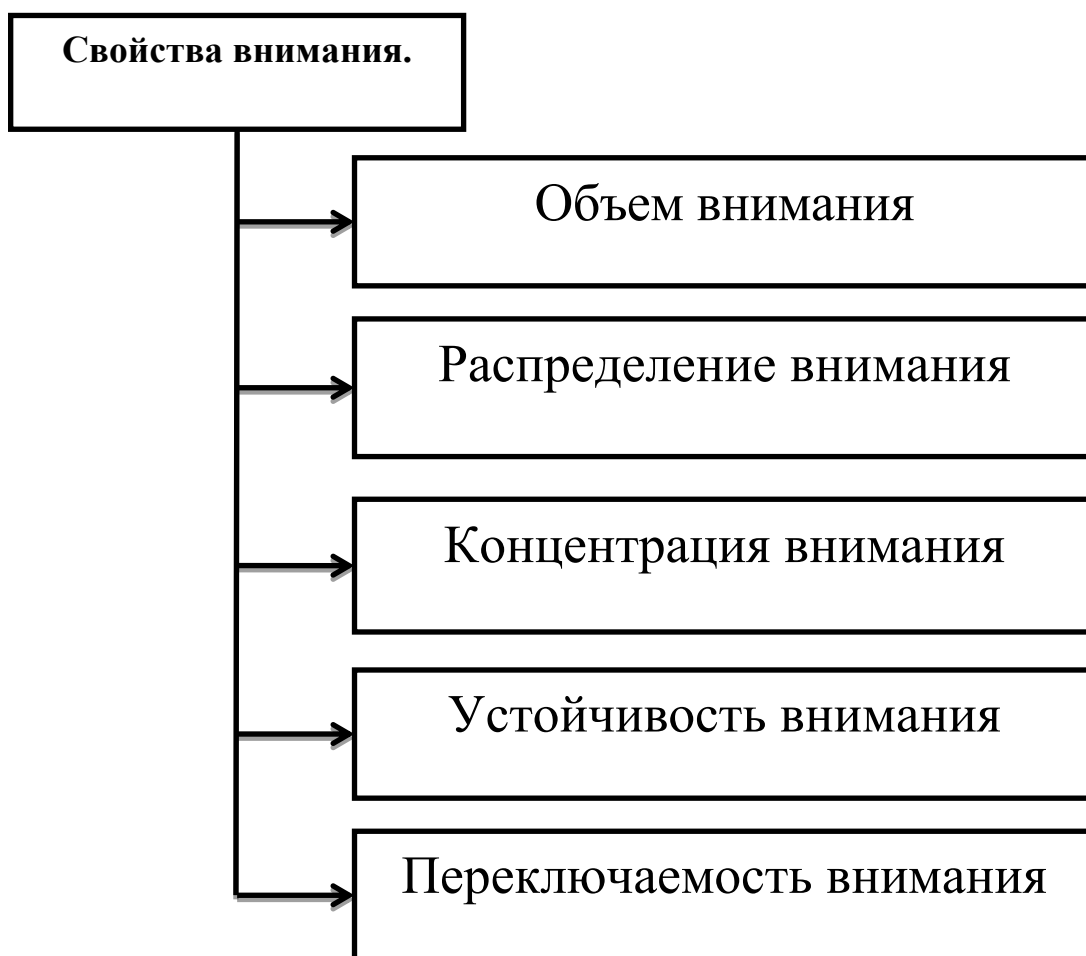 Свойства внимания.
Объем внимания
Распределение внимания
Концентрация внимания
Устойчивость внимания
Переключаемость внимания